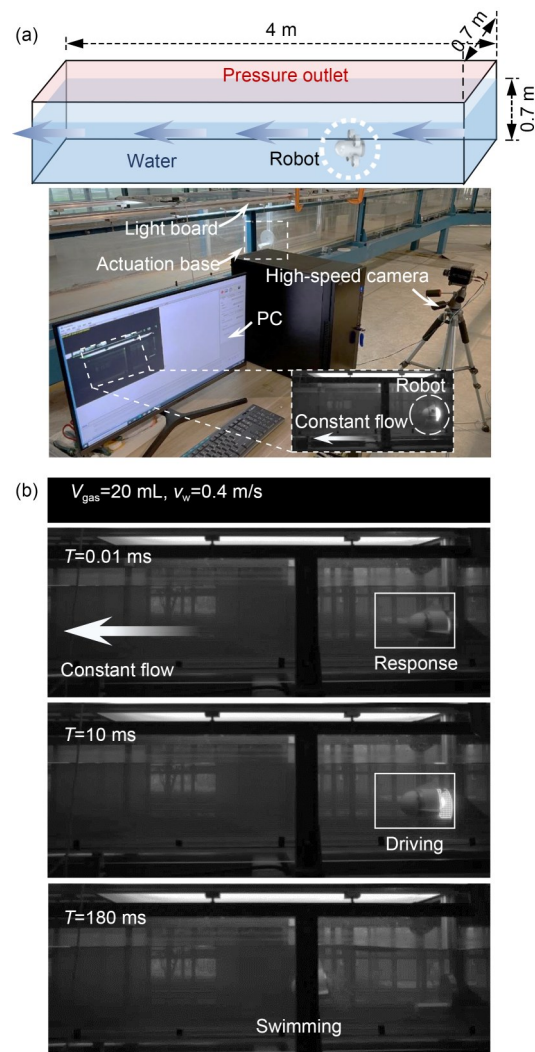 (a)
4 m
0.7 m
Pressure outlet
0.7 m
Water
Robot
Light board
Actuation base
High-speed camera
PC
Robot
Constant flow
(b)
Vgas=20 mL, vw=0.4 m/s
T=0.01 ms
Constant flow
Response
T=10 ms
Driving
T=180 ms
Swimming